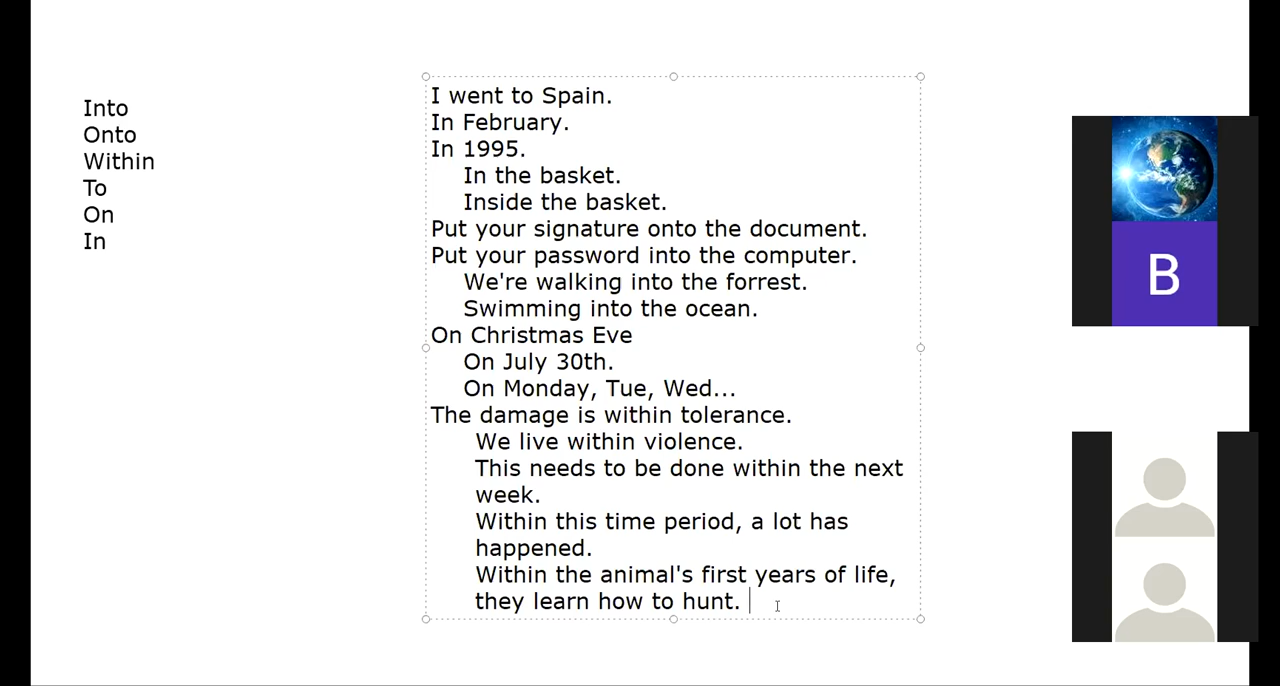 Into
Onto
Within
To
On
In
I went to Spain.
In February.
In 1995.
In the basket.
Inside the basket.
Put your signature onto the document.
Put your password into the computer.
We're walking into the forrest.
Swimming into the ocean.
On Christmas Eve
On July 30th.
On Monday, Tue, Wed...
The damage is within tolerance.
We live within violence.
This needs to be done within the next
week.
Within this time period, a lot has
happened.
Within the animal's first years of life,
they learn how to hunt.
B